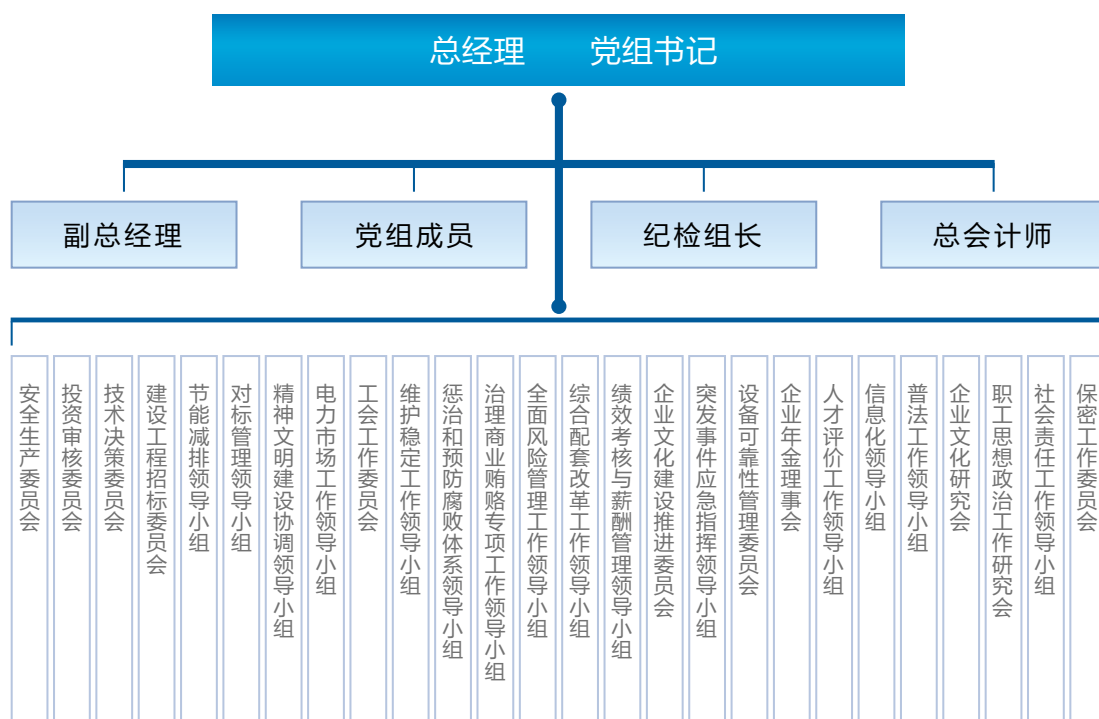 总经理 党组书记
副总经理
党组成员
纪检组长
总会计师
安全生产委员会
投资审核委员会
技术决策委员会
建设工程招标委员会
节能减排领导小组
对标管理领导小组
精神文明建设协调领导小组
电力市场工作领导小组
工会工作委员会
维护稳定工作领导小组
惩治和预防腐败体系领导小组
治理商业贿赂专项工作领导小组
全面风险管理工作领导小组
综合配套改革工作领导小组
绩效考核与薪酬管理领导小组
企业文化建设推进委员会
突发事件应急指挥领导小组
设备可靠性管理委员会
企业年金理事会
人才评价工作领导小组
信息化领导小组
普法工作领导小组
企业文化研究会
职工思想政治工作研究会
社会责任工作领导小组
保密工作委员会